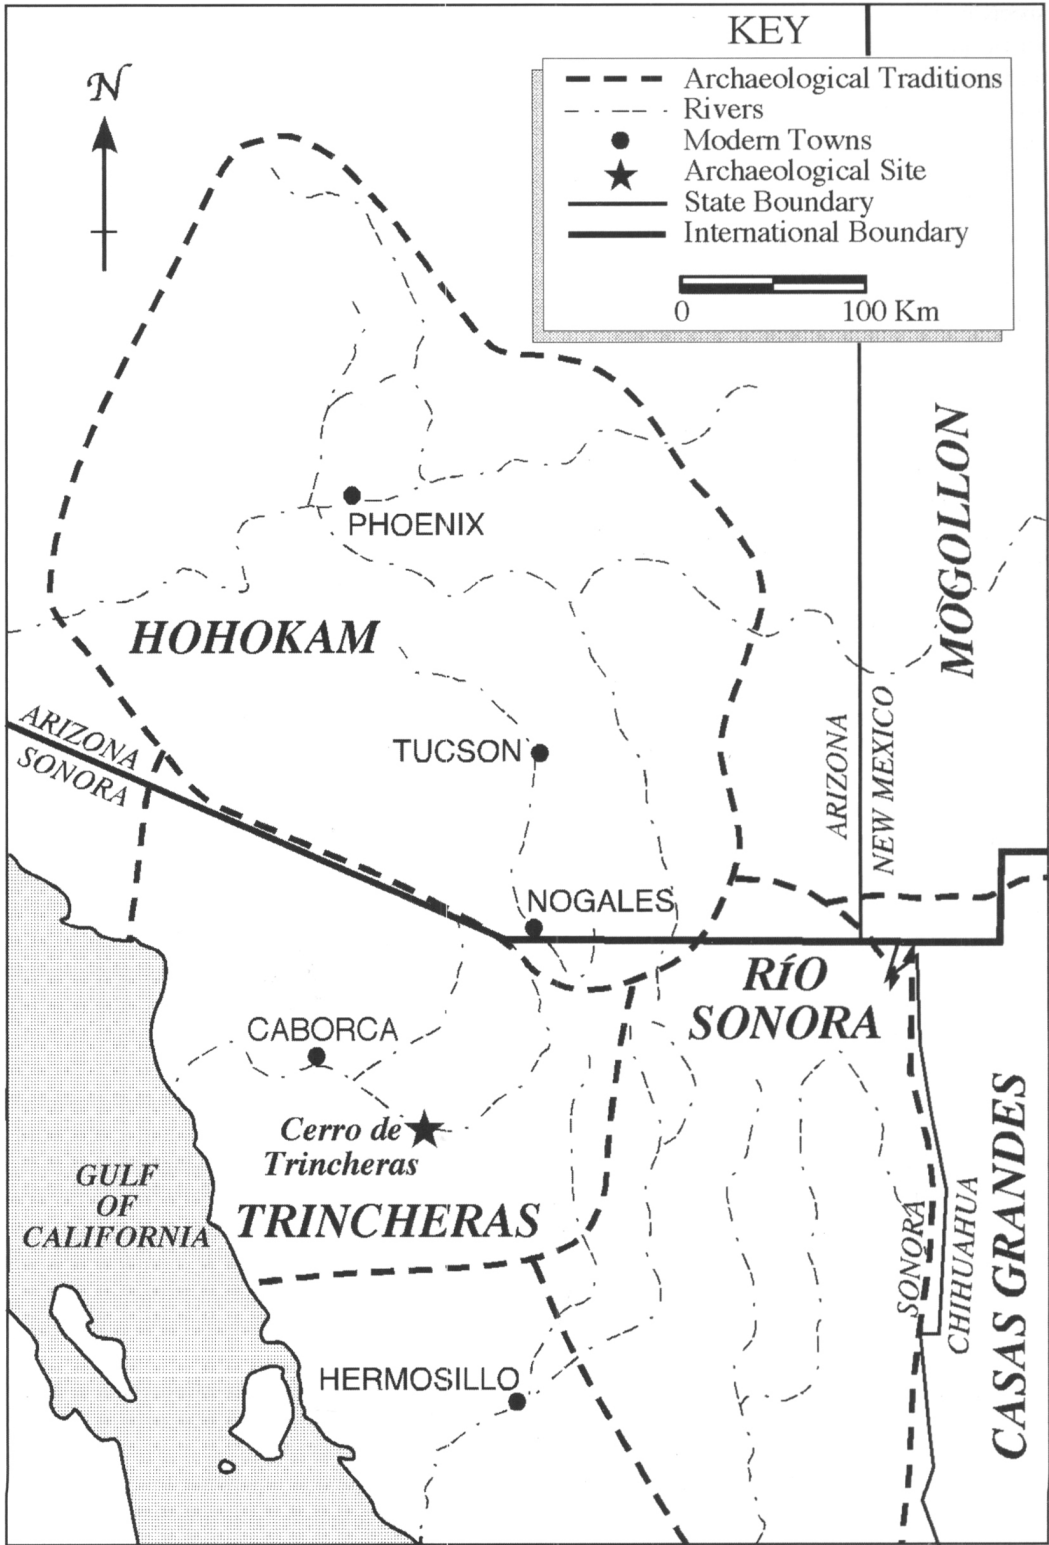 KEY
Archaeological Traditions
Rivers
Modern Towns
Archaeological Site
State Boundary
International Boundary
0 100 Km
N
PHOENIX
MOGOLLON
HOHOKAM
ARIZONA
SONORA
TUCSON
ARIZONA
NEW MEXICO
NOGALES
RÍO
SONORA
CABORCA
Cerro de
Trincheras
GULF
OF
CALIFORNIA
TRINCHERAS
SONORA
CHIHUAHUA
CASAS GRANDES
HERMOSILLO